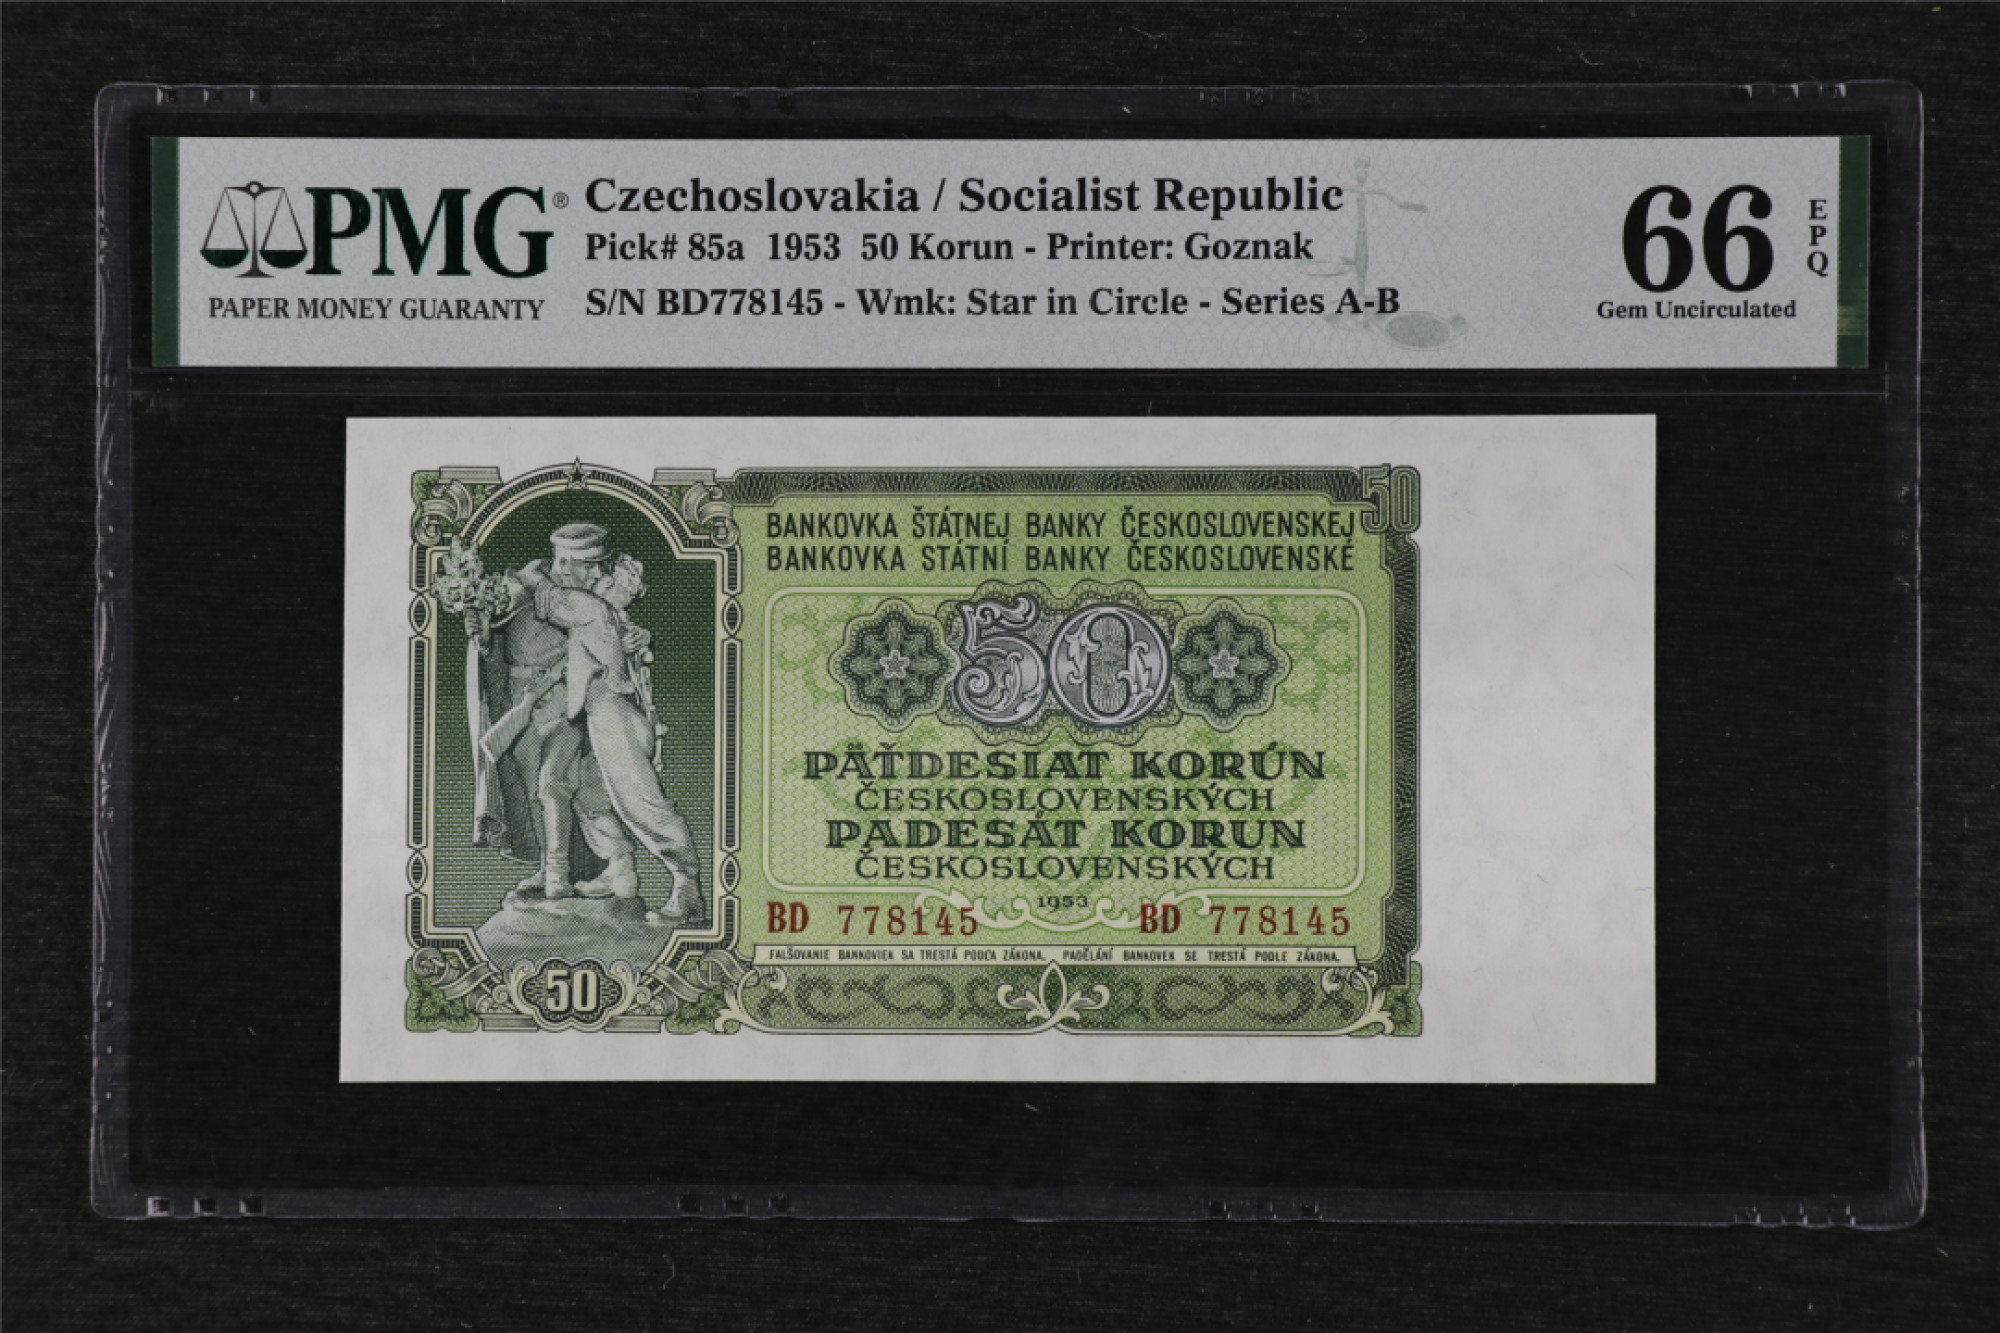 PMG®
PAPER MONEY GUARANTY
Czechoslovakia / Socialist Republic
Pick# 85a 1953 50 Korun - Printer: Goznak
S/N BD778145 - Wmk: Star in Circle - Series A-B
66
EPQ
Gem Uncirculated
50
BANKOVKA ŠTÁTNEJ BANKY ČESKOSLOVENSKEJ
BANKOVKA STÁTNÍ BANKY ČESKOSLOVENSKÉ
50
PÄŤDESIAT KORÚN
ČESKOSLOVENSKÝCH
PADESÁT KORUN
ČESKOSLOVENSKÝCH
1953
BD 778145 BD 778145
FALŠOVANIE BANKOVIEK SA TRESTÁ PODĽA ZÁKONA. PADĚLÁNÍ BANKOVEK SE TRESTÁ PODLE ZÁKONA.
50